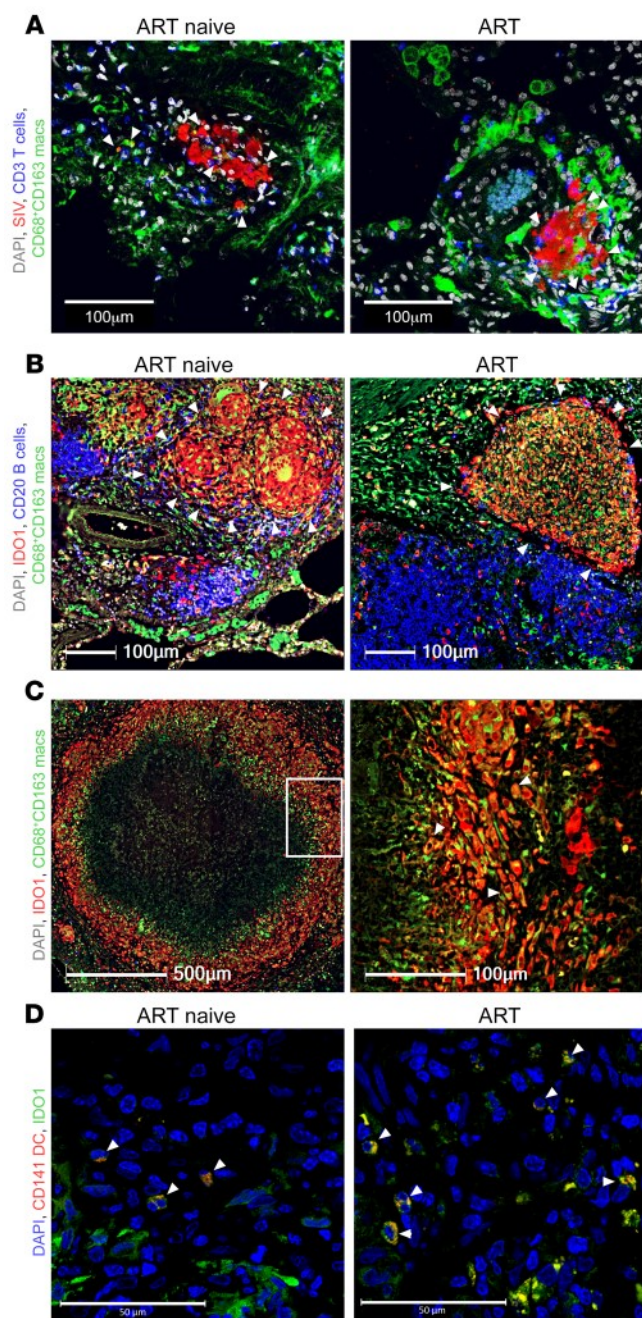 A
ART naive
ART
DAPI, SIV, CD3 T cells,
CD68⁺CD163 macs
100μm
100μm
B
ART naive
ART
DAPI, IDO1, CD20 B cells,
CD68⁺CD163 macs
100μm
100μm
C
DAPI, IDO1, CD68⁺CD163 macs
500μm
100μm
D
ART naive
ART
DAPI, CD141 DC, IDO1
50 μm
50 μm